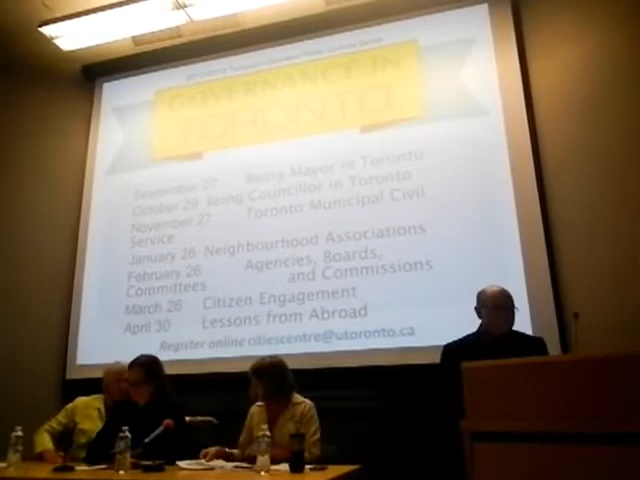 GOVERNANCE IN
TORONTO
September 27 Being Mayor in Toronto
October 29 Being Councillor in Toronto
November 27 Toronto Municipal Civil
Service
January 26 Neighbourhood Associations
February 26 Agencies, Boards,
Committees and Commissions
March 26 Citizen Engagement
April 30 Lessons from Abroad
Register online citiescentre@utoronto.ca